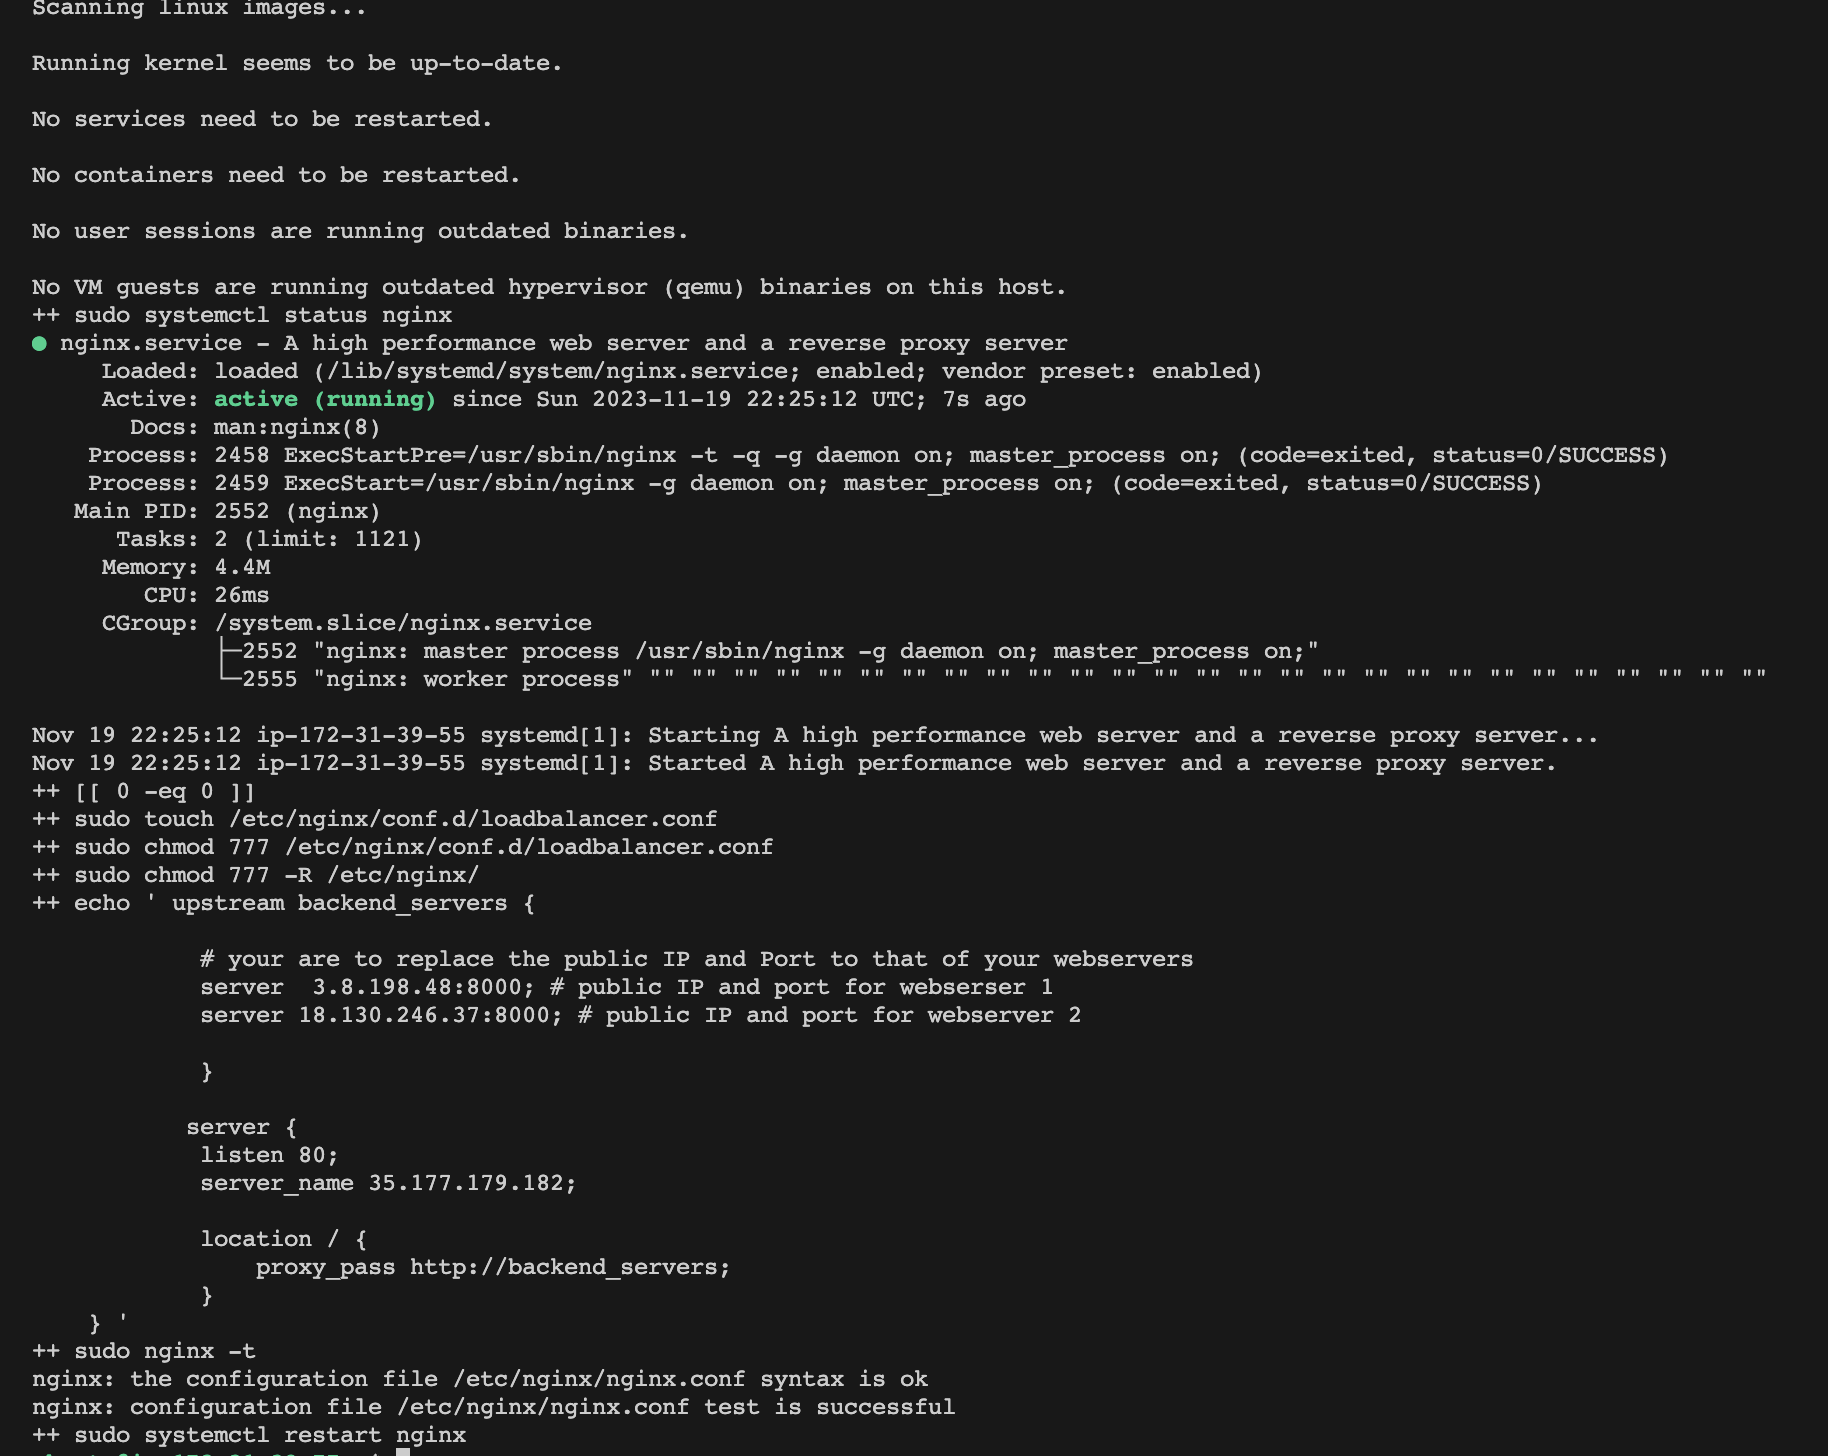 Scanning linux images...
Running kernel seems to be up-to-date.
No services need to be restarted.
No containers need to be restarted.
No user sessions are running outdated binaries.
No VM guests are running outdated hypervisor (qemu) binaries on this host.
++ sudo systemctl status nginx
● nginx.service - A high performance web server and a reverse proxy server
Loaded: loaded (/lib/systemd/system/nginx.service; enabled; vendor preset: enabled)
Active: active (running) since Sun 2023-11-19 22:25:12 UTC; 7s ago
Docs: man:nginx(8)
Process: 2458 ExecStartPre=/usr/sbin/nginx -t -q -g daemon on; master_process on; (code=exited, status=0/SUCCESS)
Process: 2459 ExecStart=/usr/sbin/nginx -g daemon on; master_process on; (code=exited, status=0/SUCCESS)
Main PID: 2552 (nginx)
Tasks: 2 (limit: 1121)
Memory: 4.4M
CPU: 26ms
CGroup: /system.slice/nginx.service
├─2552 "nginx: master process /usr/sbin/nginx -g daemon on; master_process on;"
└─2555 "nginx: worker process" "" "" "" "" "" "" "" "" "" "" "" "" "" "" "" "" "" "" "" "" "" "" "" "" "" "" ""
Nov 19 22:25:12 ip-172-31-39-55 systemd[1]: Starting A high performance web server and a reverse proxy server...
Nov 19 22:25:12 ip-172-31-39-55 systemd[1]: Started A high performance web server and a reverse proxy server.
++ [[ 0 -eq 0 ]]
++ sudo touch /etc/nginx/conf.d/loadbalancer.conf
++ sudo chmod 777 /etc/nginx/conf.d/loadbalancer.conf
++ sudo chmod 777 -R /etc/nginx/
++ echo ' upstream backend_servers {
# your are to replace the public IP and Port to that of your webservers
server  3.8.198.48:8000; # public IP and port for webserser 1
server 18.130.246.37:8000; # public IP and port for webserver 2
}
server {
listen 80;
server_name 35.177.179.182;
location / {
proxy_pass http://backend_servers;
}
} '
++ sudo nginx -t
nginx: the configuration file /etc/nginx/nginx.conf syntax is ok
nginx: configuration file /etc/nginx/nginx.conf test is successful
++ sudo systemctl restart nginx